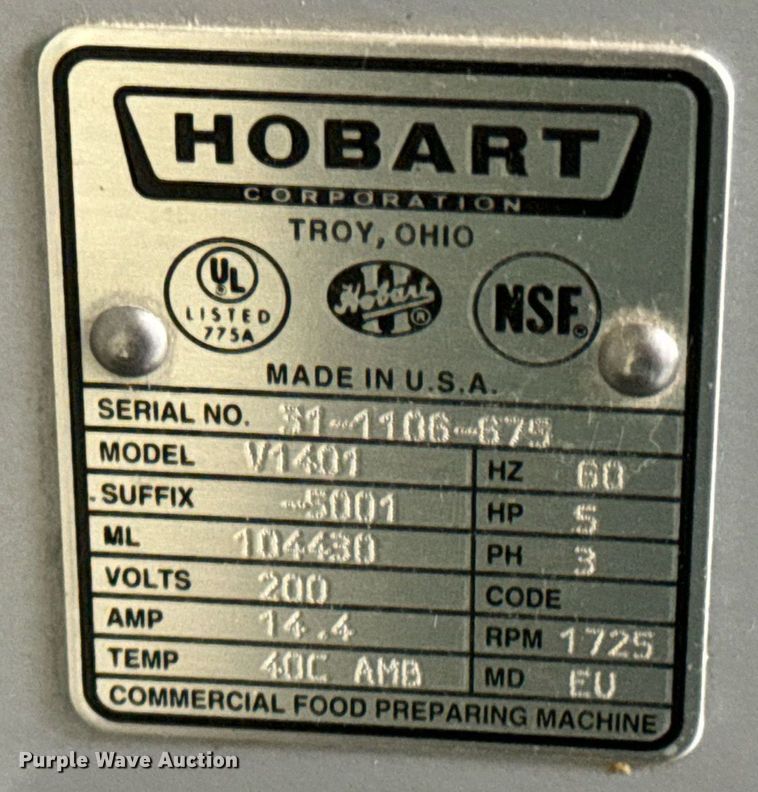 HOBART
CORPORATION
TROY, OHIO
UL
LISTED
775A
Hobart
®
NSF®
MADE IN U.S.A.
SERIAL NO. 31-1106-675
MODEL V1401 HZ 60
SUFFIX -5001 HP 5
ML 104430 PH 3
VOLTS 200 CODE
AMP 14.4 RPM 1725
TEMP 40C AMB MD EU
COMMERCIAL FOOD PREPARING MACHINE
Purple Wave Auction